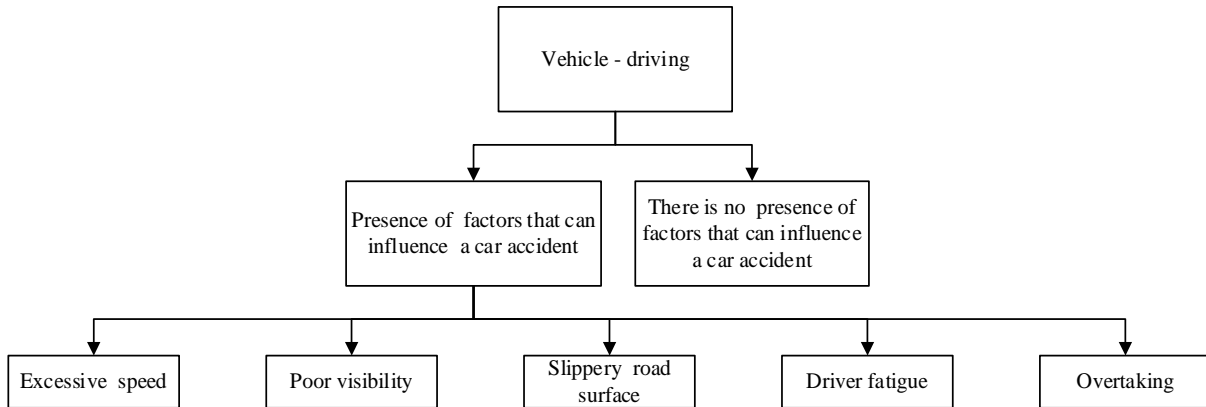 Vehicle - driving
Presence of factors that can
influence a car accident
There is no presence of
factors that can influence
a car accident
Excessive speed
Poor visibility
Slippery road
surface
Driver fatigue
Overtaking